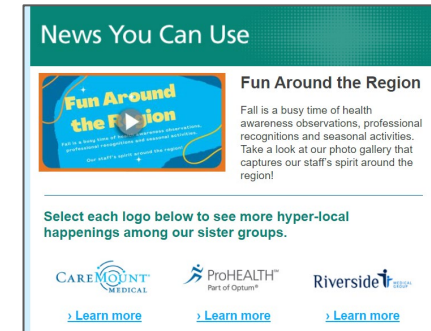 News You Can Use
Fun Around
the Region
Fall is a busy time of health awareness observations,
professional recognitions and seasonal activities.
Our staff's spirit around the region!
Fun Around the Region
Fall is a busy time of health
awareness observations, professional
recognitions and seasonal activities.
Take a look at our photo gallery that
captures our staff's spirit around the
region!
Select each logo below to see more hyper-local
happenings among our sister groups.
CAREMOUNT
MEDICAL
ProHEALTH™
Part of Optum®
Riverside MEDICAL
GROUP
› Learn more
› Learn more
› Learn more